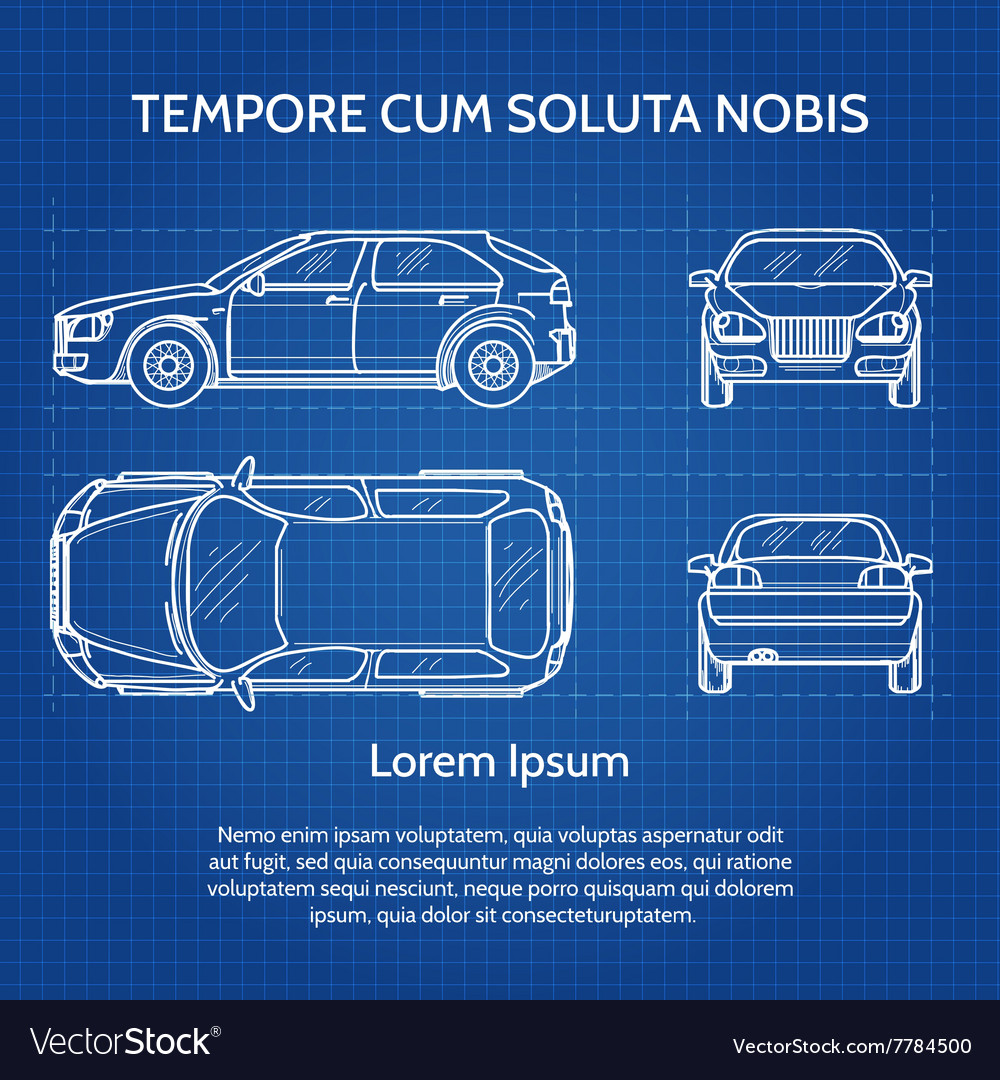 TEMPORE CUM SOLUTA NOBIS
Lorem Ipsum
Nemo enim ipsam voluptatem, quia voluptas aspernatur odit
aut fugit, sed quia consequuntur magni dolores eos, qui ratione
voluptatem sequi nesciunt, neque porro quisquam qui dolorem
ipsum, quia dolor sit consecteturuptatem.
VectorStock®
VectorStock.com/7784500